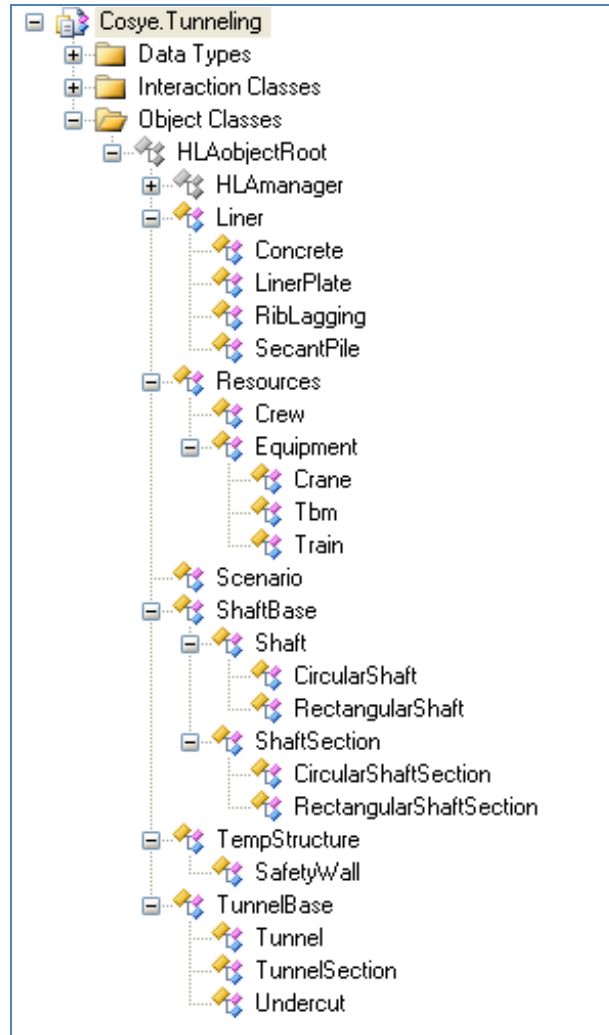 Cosye.Tunneling
Data Types
Interaction Classes
Object Classes
HLAobjectRoot
HLAmanager
Liner
Concrete
LinerPlate
RibLagging
SecantPile
Resources
Crew
Equipment
Crane
Tbm
Train
Scenario
ShaftBase
Shaft
CircularShaft
RectangularShaft
ShaftSection
CircularShaftSection
RectangularShaftSection
TempStructure
SafetyWall
TunnelBase
Tunnel
TunnelSection
Undercut